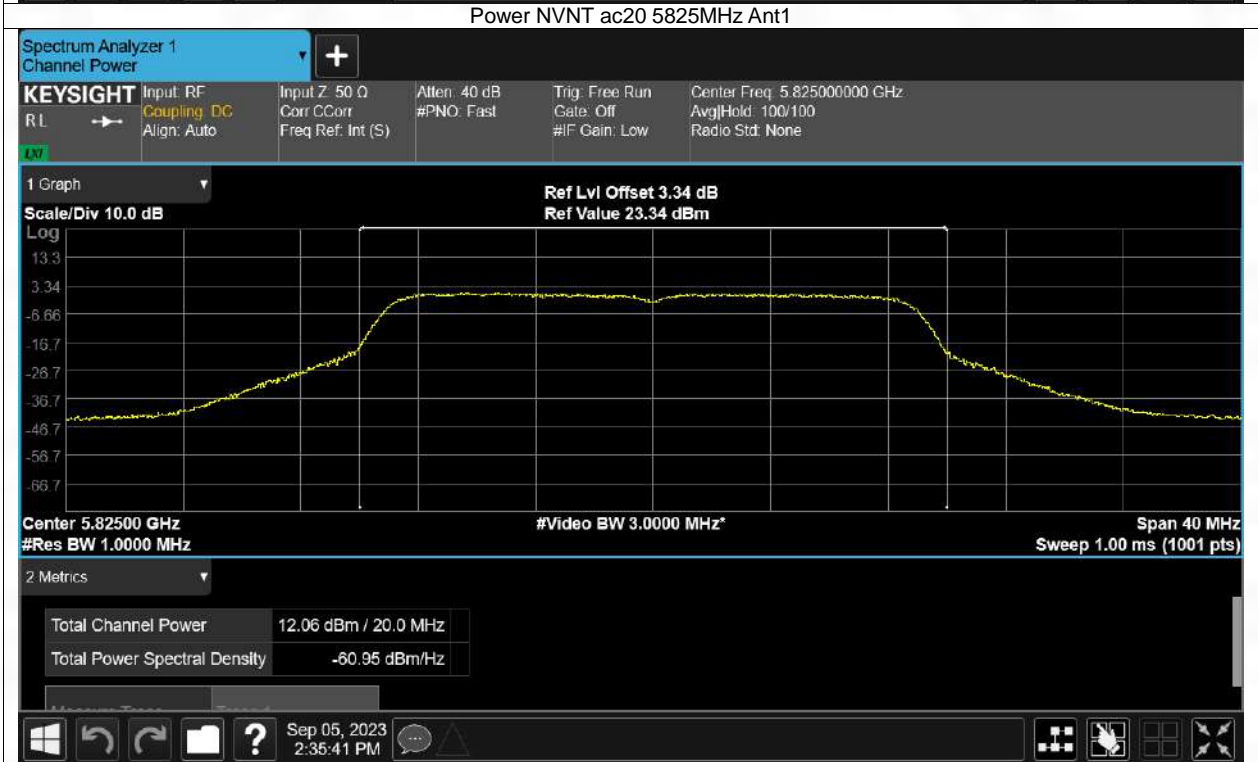 Power NVNT ac20 5825MHz Ant1
Spectrum Analyzer 1
Channel Power
+
KEYSIGHT
RL
LXI
Input: RF
Coupling: DC
Align: Auto
Input Z: 50 Ω
Corr CCorr
Freq Ref: Int (S)
Atten: 40 dB
#PNO: Fast
Trig: Free Run
Gate: Off
#IF Gain: Low
Center Freq: 5.825000000 GHz
Avg|Hold: 100/100
Radio Std: None
1 Graph
Scale/Div 10.0 dB
Ref Lvl Offset 3.34 dB
Ref Value 23.34 dBm
Log
13.3
3.34
-6.66
-16.7
-26.7
-36.7
-46.7
-56.7
-66.7
Center 5.82500 GHz
#Res BW 1.0000 MHz
#Video BW 3.0000 MHz*
Span 40 MHz
Sweep 1.00 ms (1001 pts)
2 Metrics
Total Channel Power 12.06 dBm / 20.0 MHz
Total Power Spectral Density -60.95 dBm/Hz
?
Sep 05, 2023
2:35:41 PM